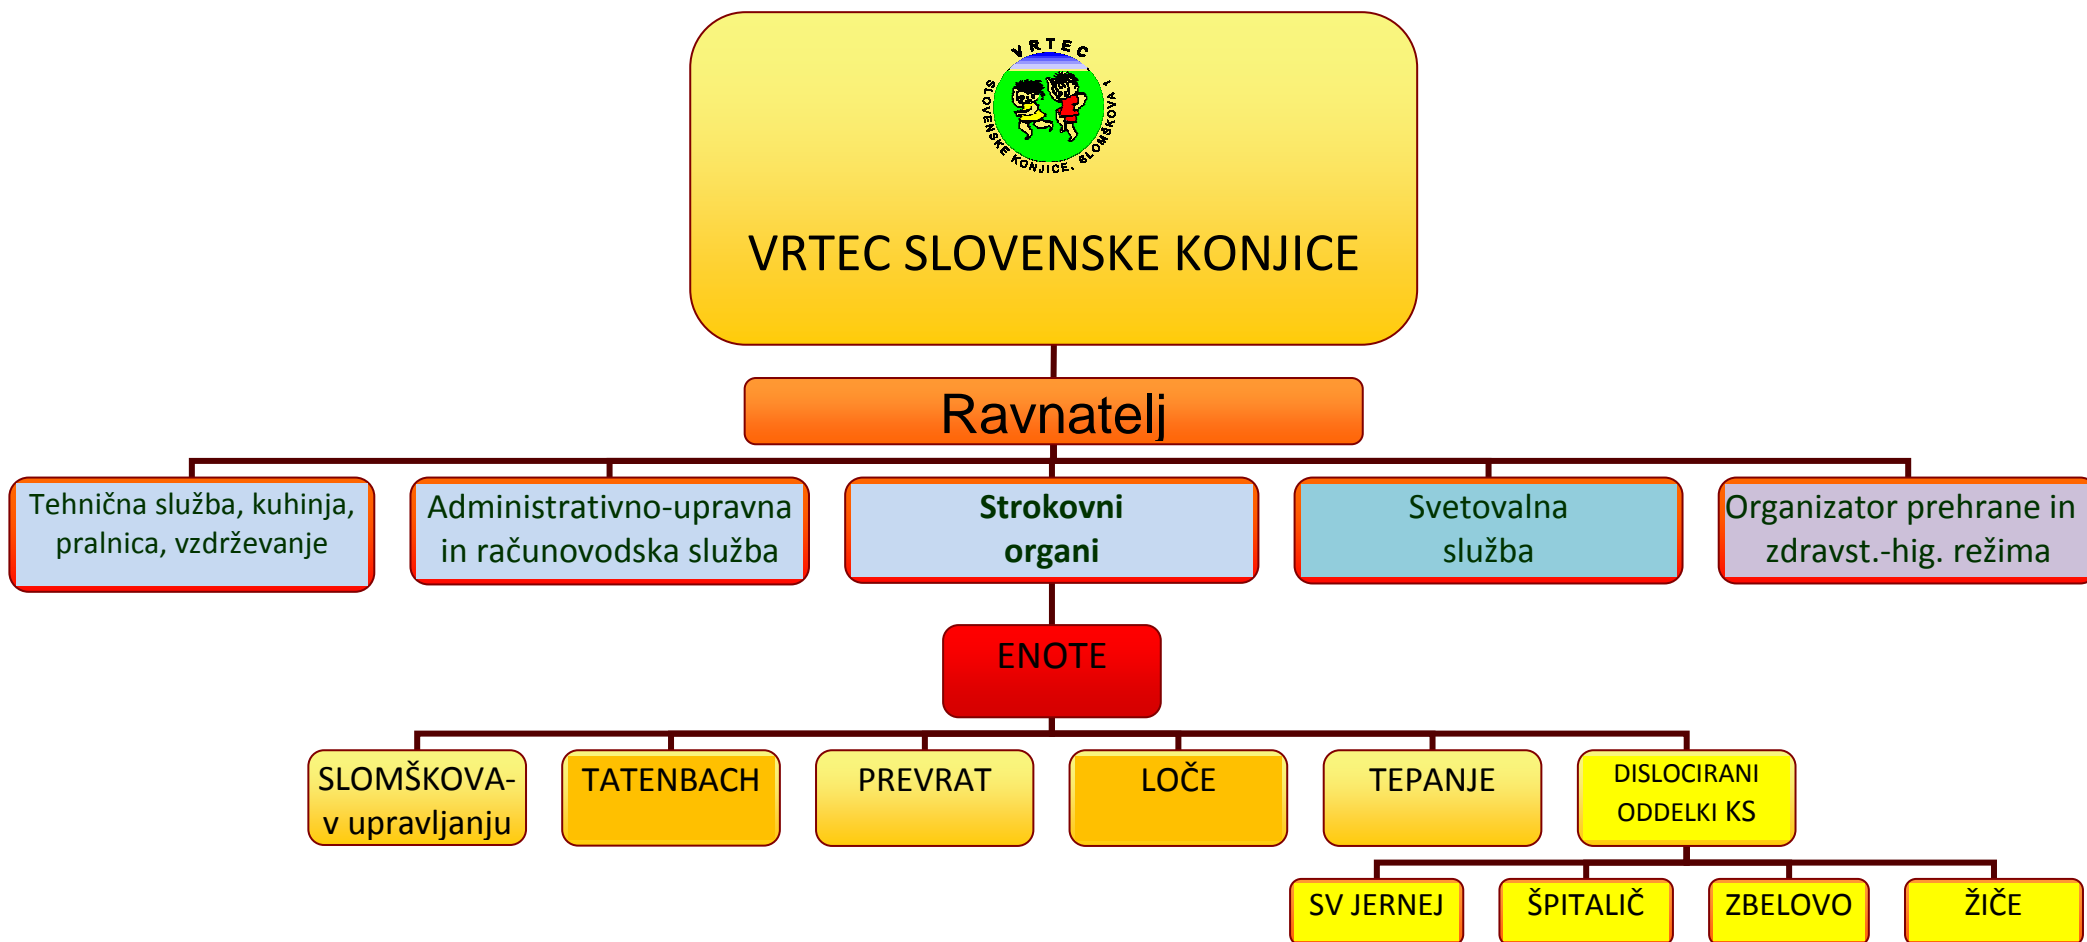 VRTEC
SLOVENSKE KONJICE, SLOMŠKOVA 1
VRTEC SLOVENSKE KONJICE
Ravnatelj
Tehnična služba, kuhinja,
pralnica, vzdrževanje
Administrativno-upravna
in računovodska služba
Strokovni
organi
Svetovalna
služba
Organizator prehrane in
zdravst.-hig. režima
ENOTE
SLOMŠKOVA-
v upravljanju
TATENBACH
PREVRAT
LOČE
TEPANJE
DISLOCIRANI
ODDELKI KS
SV JERNEJ
ŠPITALIČ
ZBELOVO
ŽIČE